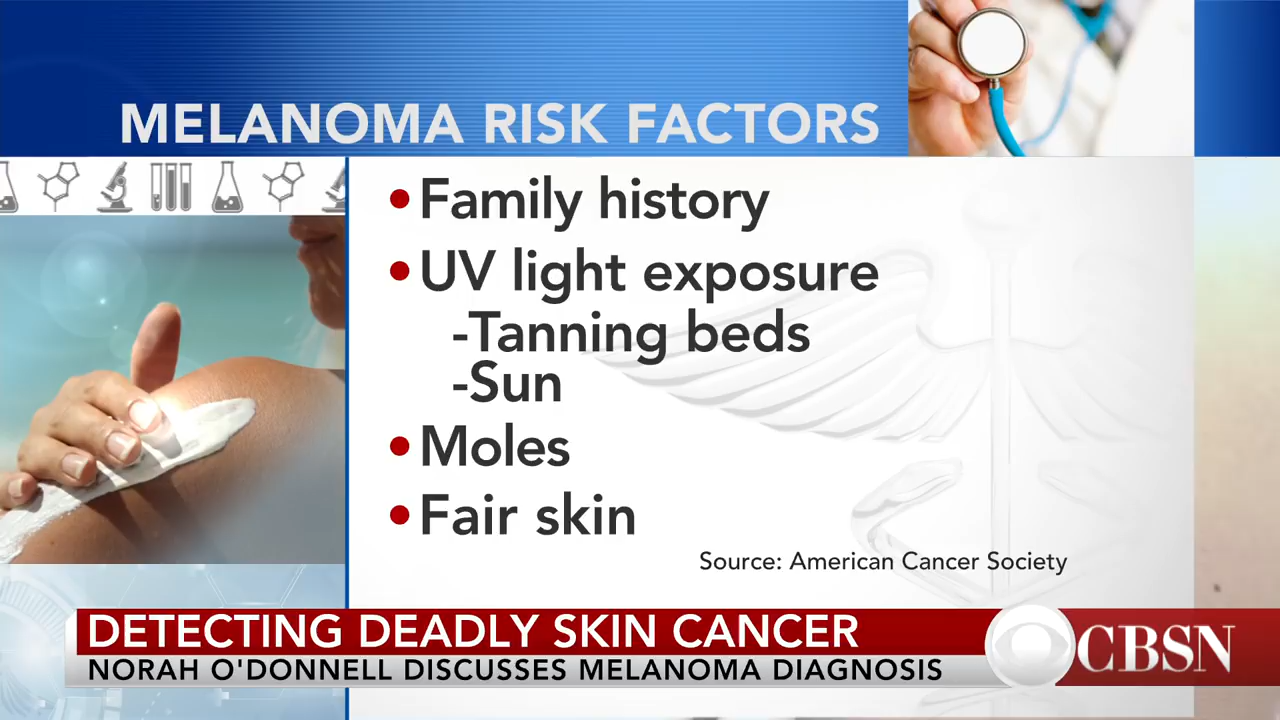 MELANOMA RISK FACTORS
•Family history
•UV light exposure
-Tanning beds
-Sun
•Moles
•Fair skin
Source: American Cancer Society
DETECTING DEADLY SKIN CANCER
NORAH O'DONNELL DISCUSSES MELANOMA DIAGNOSIS
CBSN